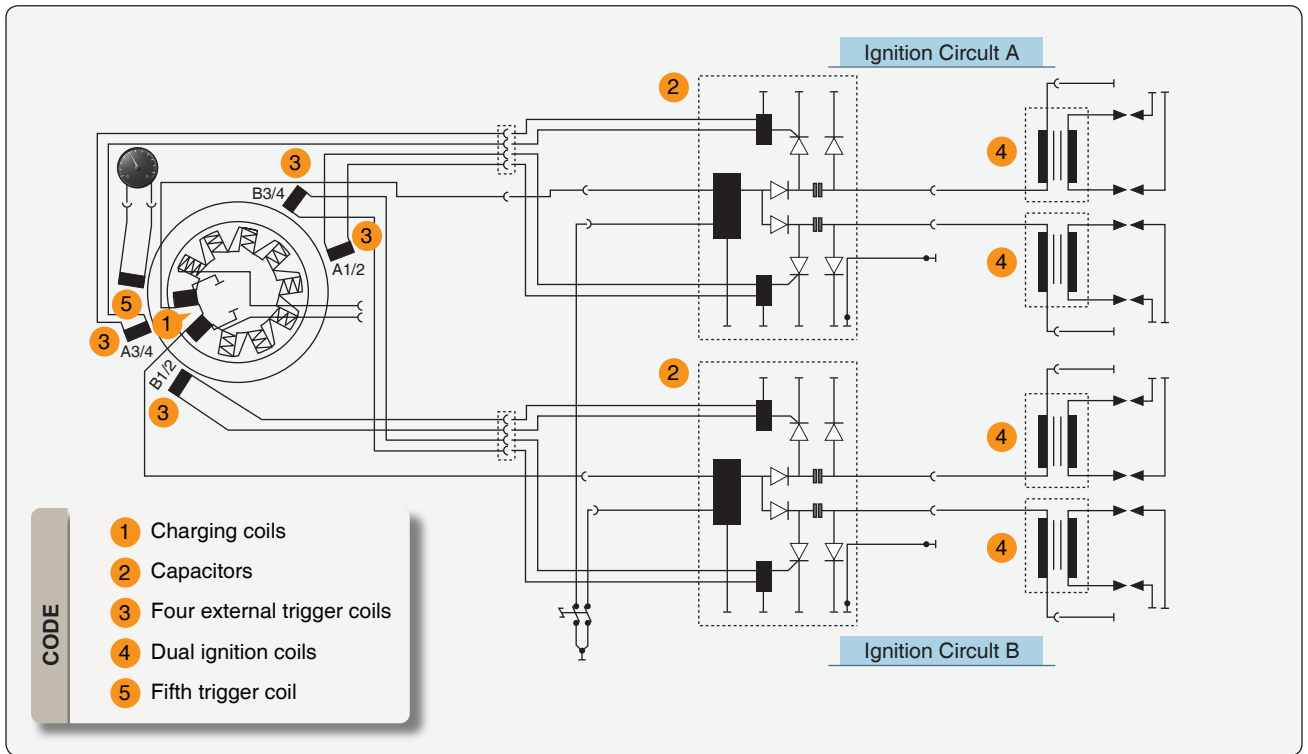 Ignition Circuit A
2
4
3
B3/4
3
A1/2
4
5
1
3
A3/4
B1/2
3
2
4
4
CODE
1 Charging coils
2 Capacitors
3 Four external trigger coils
4 Dual ignition coils
5 Fifth trigger coil
Ignition Circuit B